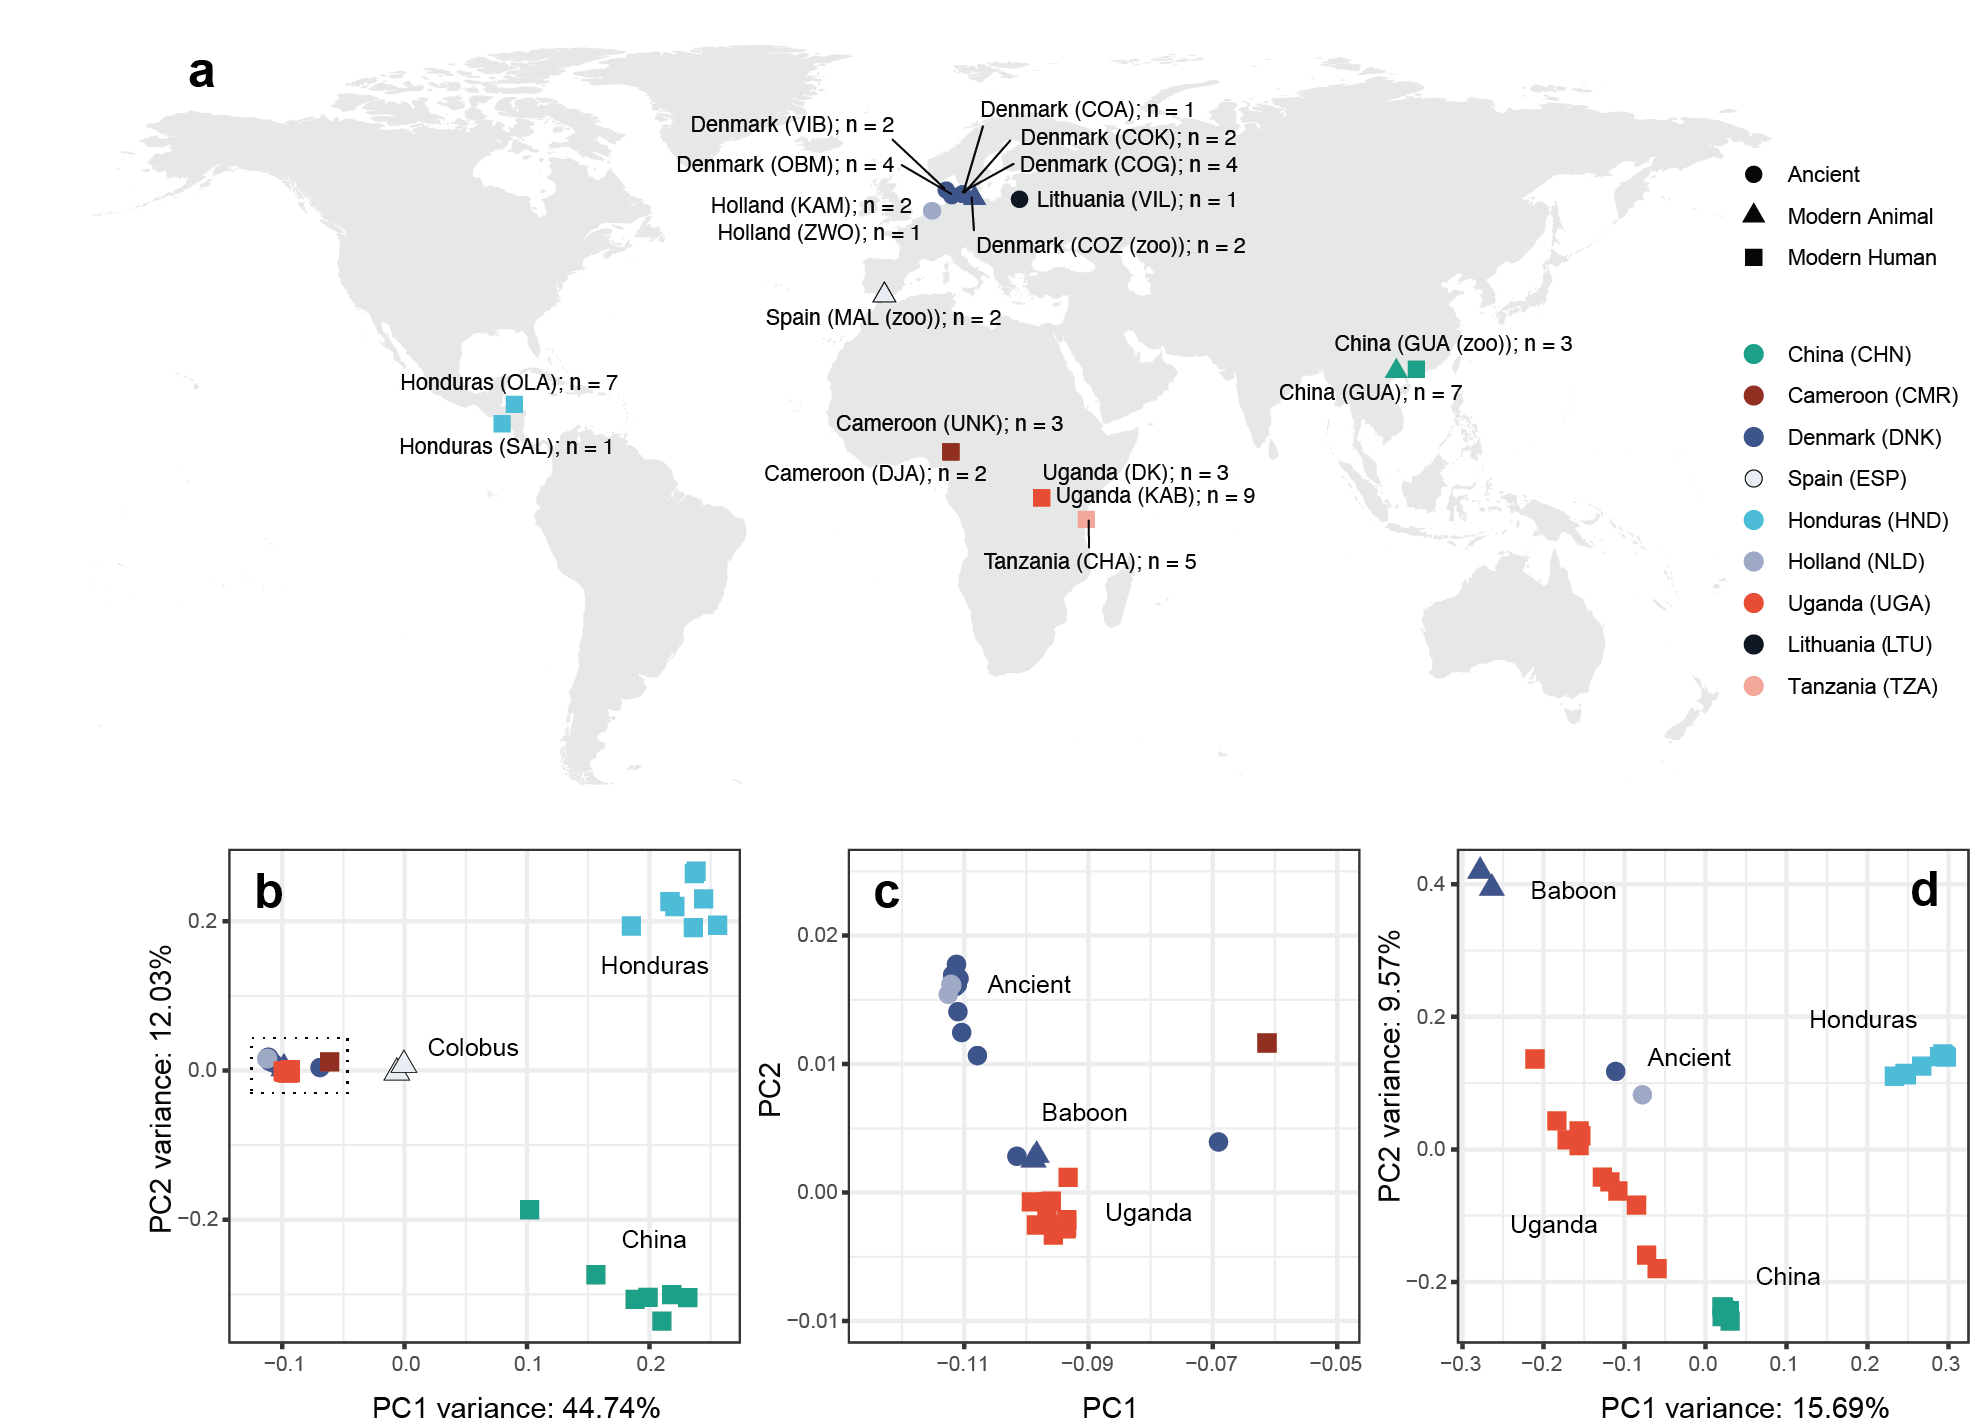 a
Denmark (COA); n = 1
Denmark (VIB); n = 2
Denmark (COK); n = 2
Denmark (OBM); n = 4
Denmark (COG); n = 4
Holland (KAM); n = 2
Lithuania (VIL); n = 1
Holland (ZWO); n = 1
Denmark (COZ (zoo)); n = 2
Spain (MAL (zoo)); n = 2
China (GUA (zoo)); n = 3
China (GUA); n = 7
Honduras (OLA); n = 7
Honduras (SAL); n = 1
Cameroon (UNK); n = 3
Cameroon (DJA); n = 2
Uganda (DK); n = 3
Uganda (KAB); n = 9
Tanzania (CHA); n = 5
Ancient
Modern Animal
Modern Human
China (CHN)
Cameroon (CMR)
Denmark (DNK)
Spain (ESP)
Honduras (HND)
Holland (NLD)
Uganda (UGA)
Lithuania (LTU)
Tanzania (TZA)
b
PC2 variance: 12.03%
0.2
0.0
−0.2
Honduras
Colobus
China
−0.1
0.0
0.1
0.2
PC1 variance: 44.74%
c
PC2
0.02
0.01
0.00
−0.01
Ancient
Baboon
Uganda
−0.11
−0.09
−0.07
−0.05
PC1
d
PC2 variance: 9.57%
0.4
0.2
0.0
−0.2
Baboon
Honduras
Ancient
Uganda
China
−0.3
−0.2
−0.1
0.0
0.1
0.2
0.3
PC1 variance: 15.69%